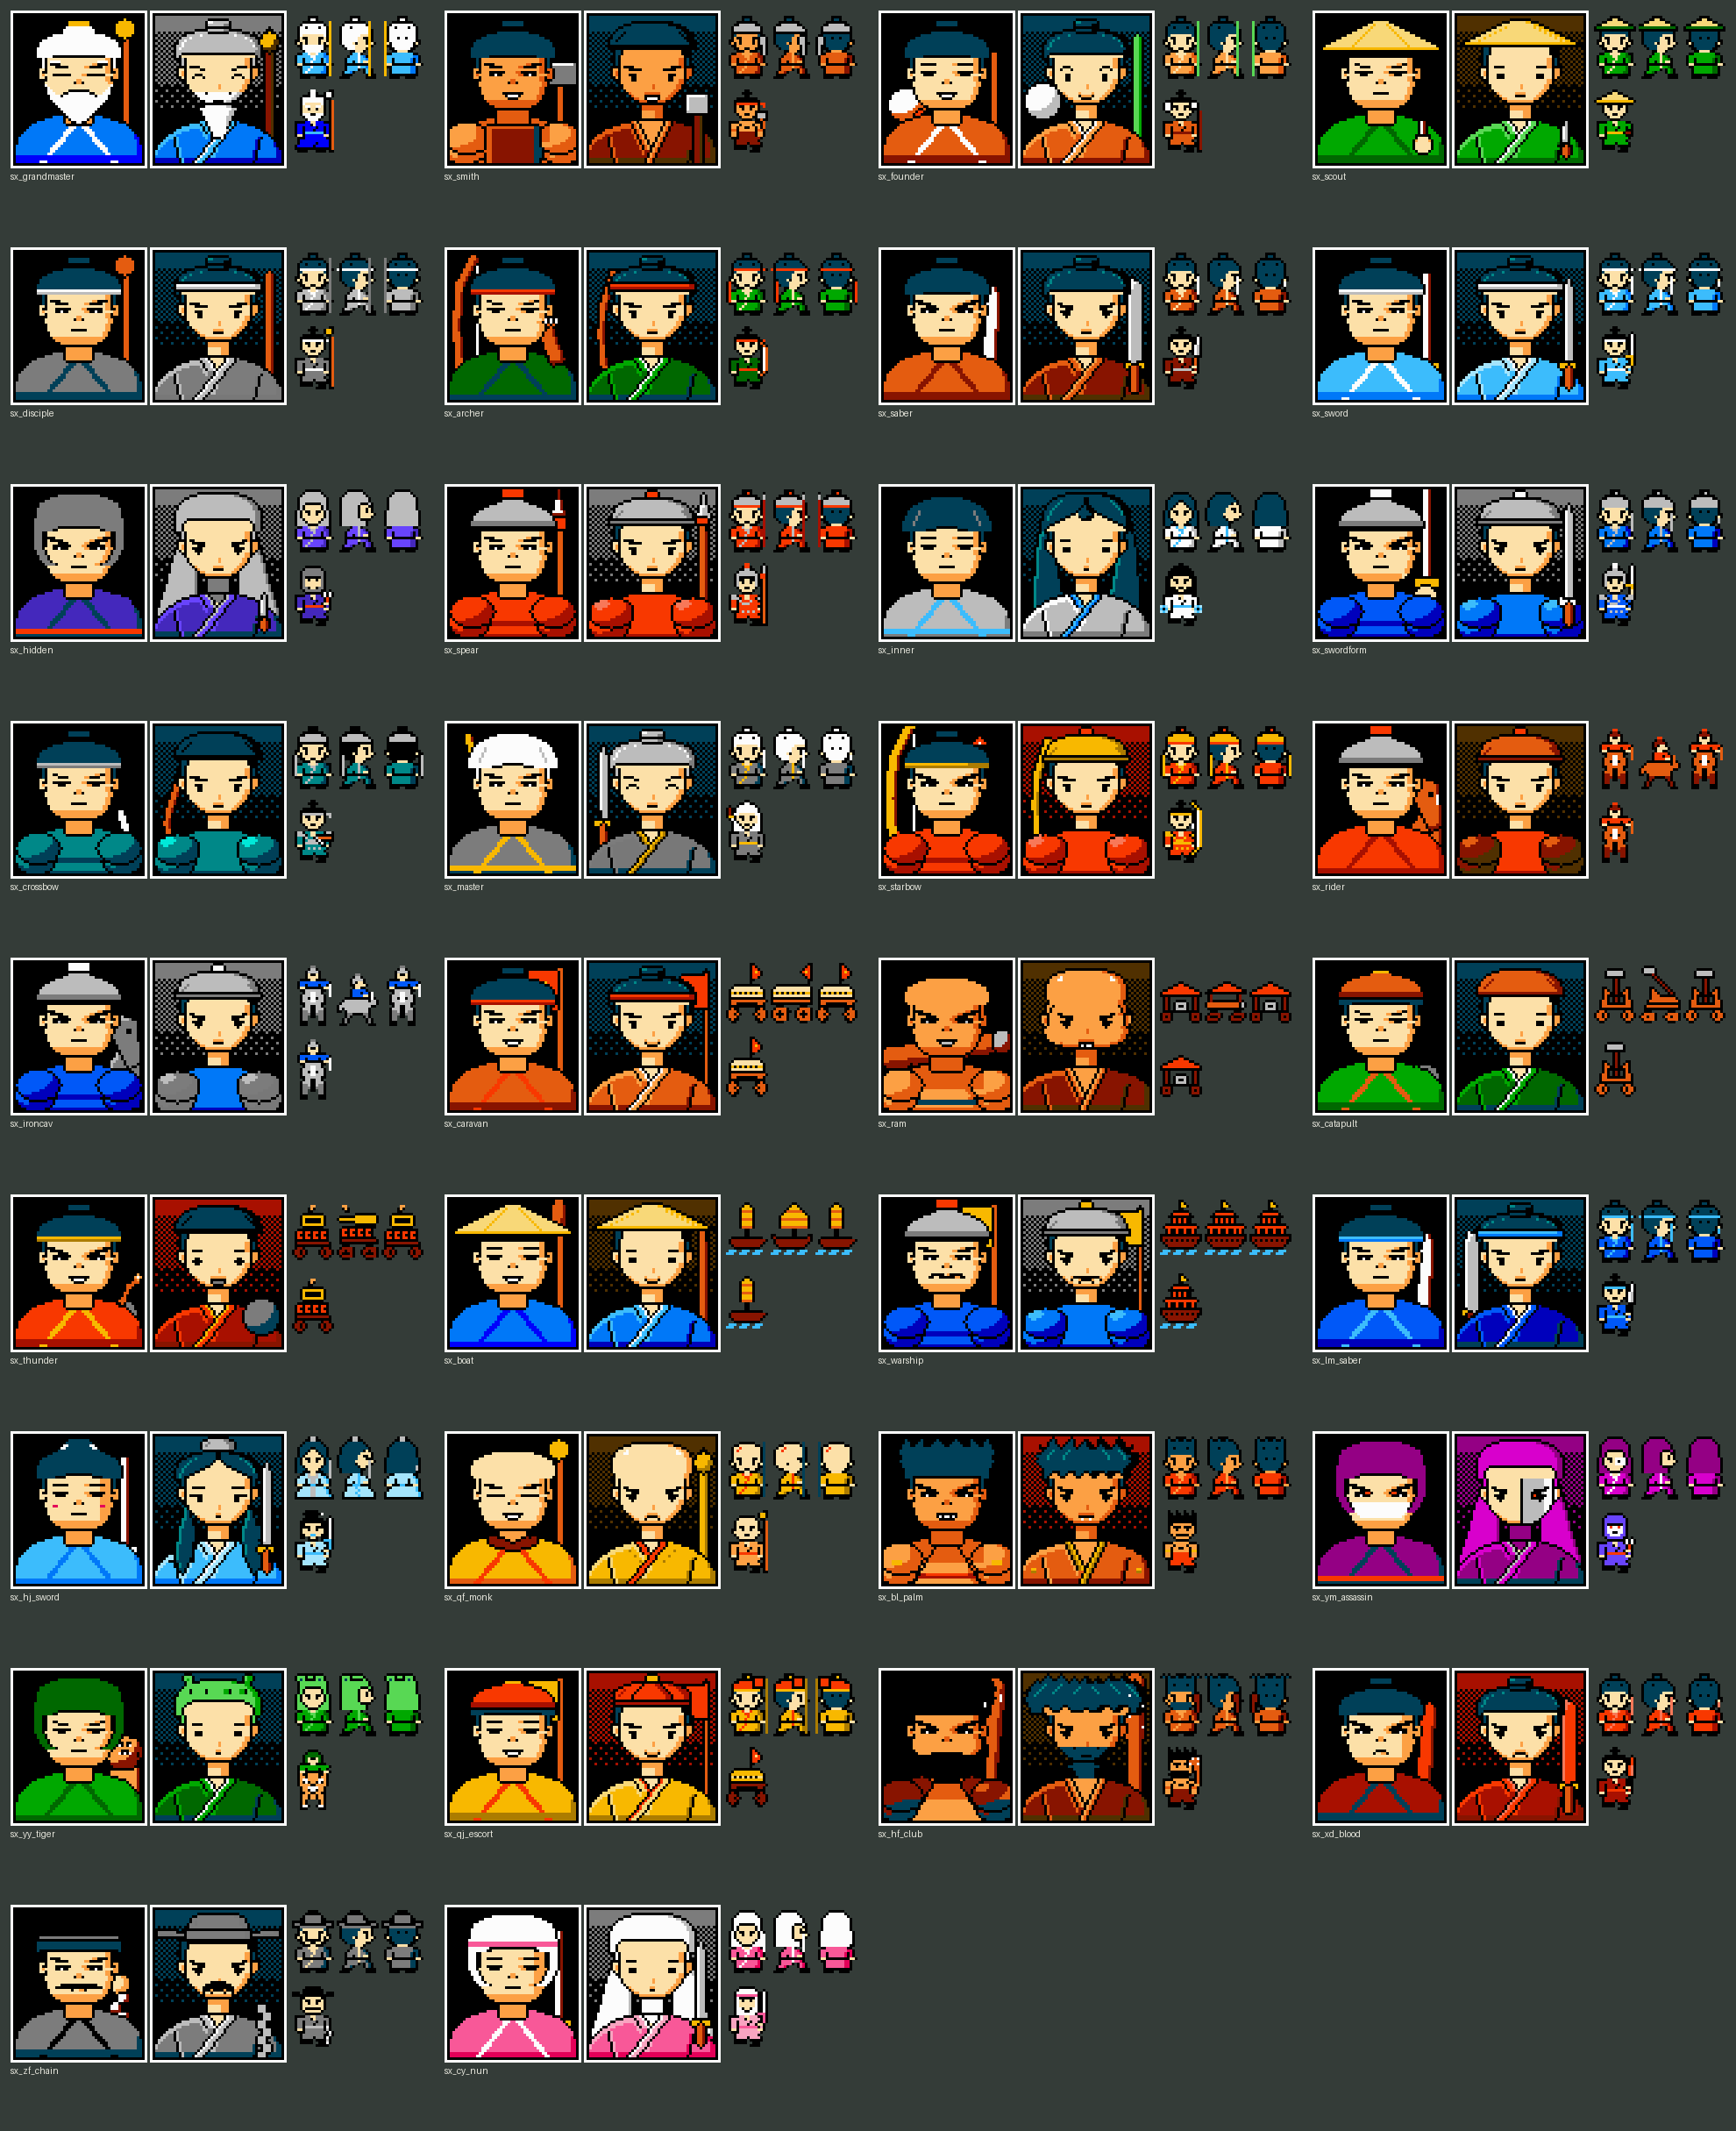 sx_grandmaster
sx_smith
sx_founder
sx_scout
sx_disciple
sx_archer
sx_saber
sx_sword
sx_hidden
sx_spear
sx_inner
sx_swordform
sx_crossbow
sx_master
sx_starbow
sx_rider
sx_ironcav
sx_caravan
sx_ram
sx_catapult
sx_thunder
sx_boat
sx_warship
sx_lm_saber
sx_hj_sword
sx_qf_monk
sx_bl_palm
sx_ym_assassin
sx_yy_tiger
sx_qj_escort
sx_hf_club
sx_xd_blood
sx_zf_chain
sx_cy_nun